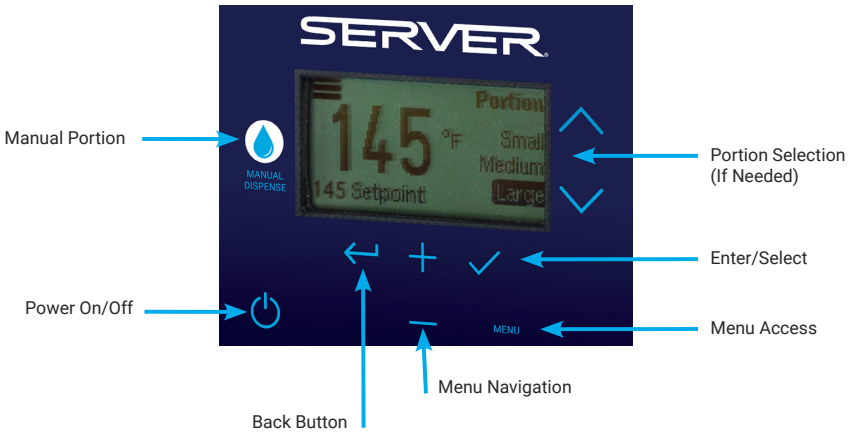 SERVER
Portion
145 °F
Small
Medium
145 Setpoint
Large
Manual Portion
MANUAL
DISPENSE
Portion Selection
(If Needed)
Enter/Select
Power On/Off
MENU
Menu Access
Menu Navigation
Back Button